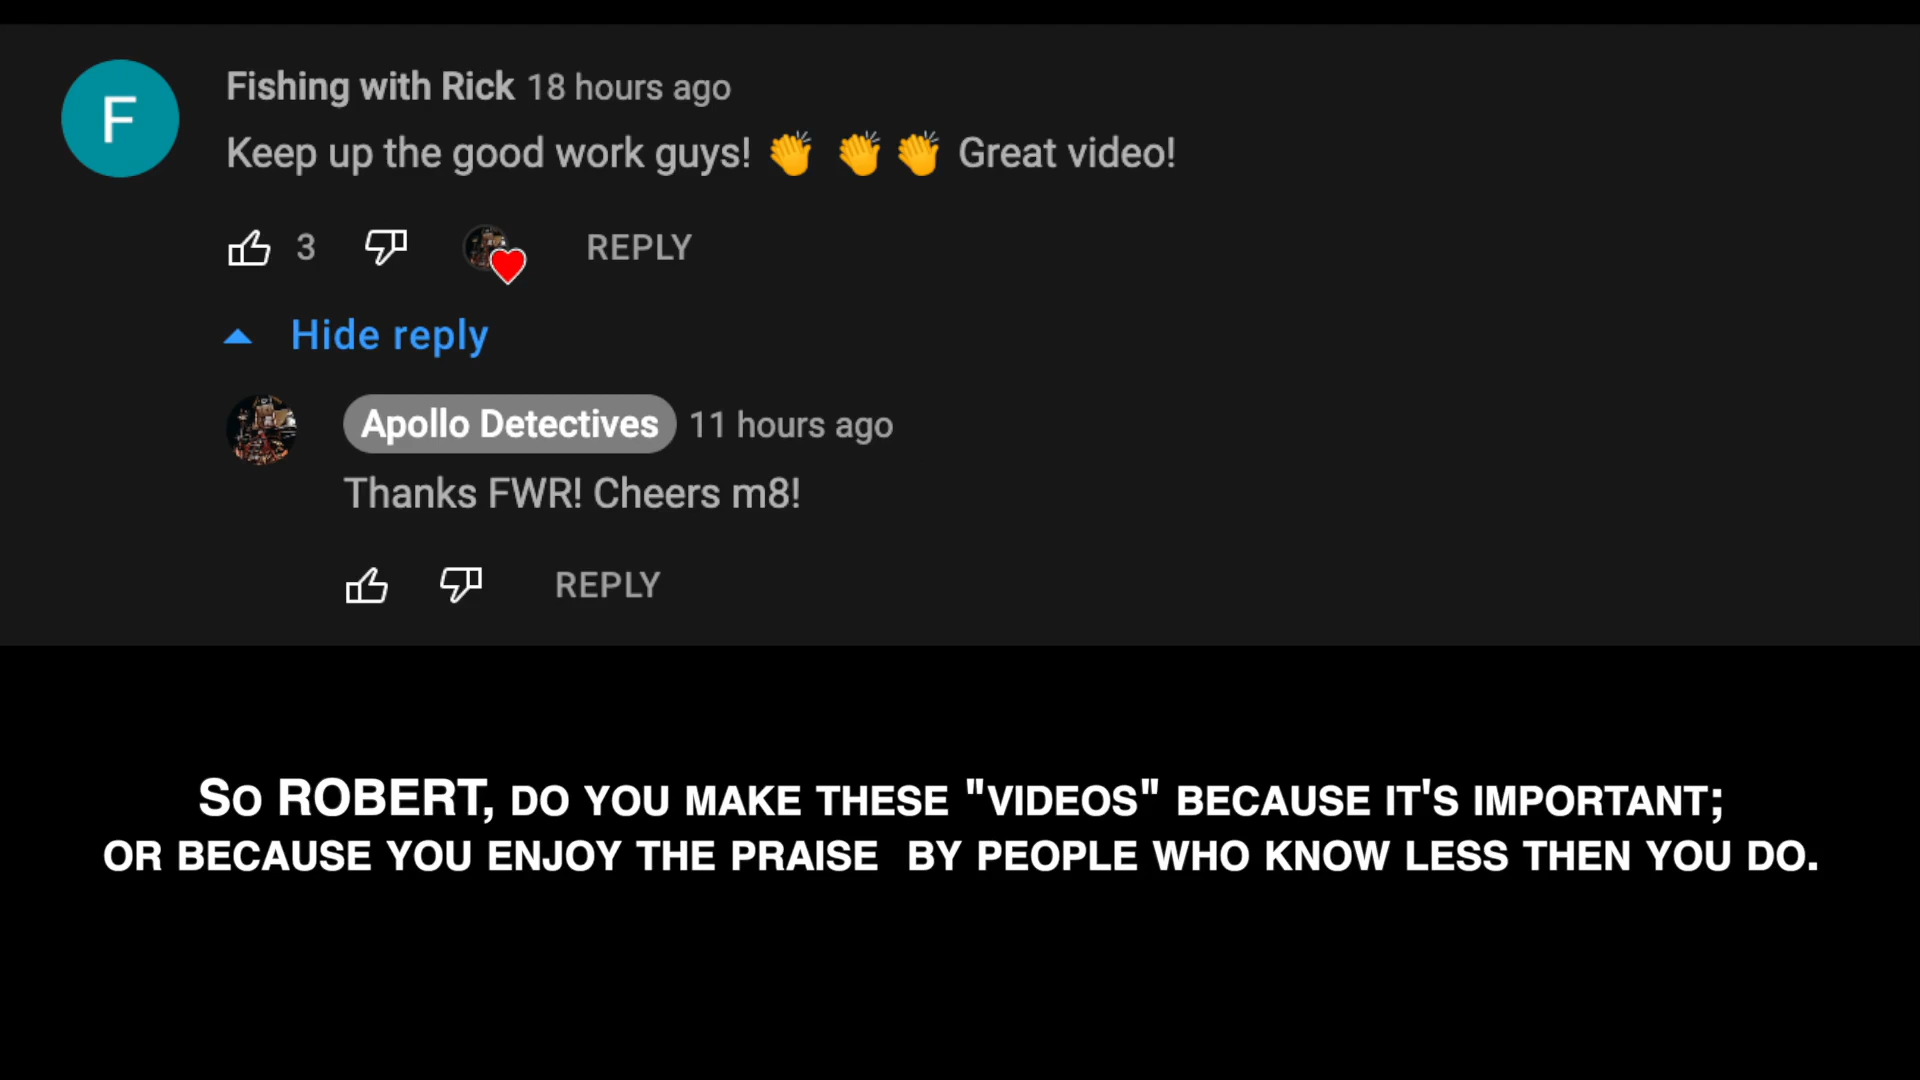 F
Fishing with Rick 18 hours ago
Keep up the good work guys! 👏 👏 👏 Great video!
3 REPLY
Hide reply
Apollo Detectives 11 hours ago
Thanks FWR! Cheers m8!
REPLY
So ROBERT, DO YOU MAKE THESE "VIDEOS" BECAUSE IT'S IMPORTANT;
OR BECAUSE YOU ENJOY THE PRAISE BY PEOPLE WHO KNOW LESS THEN YOU DO.